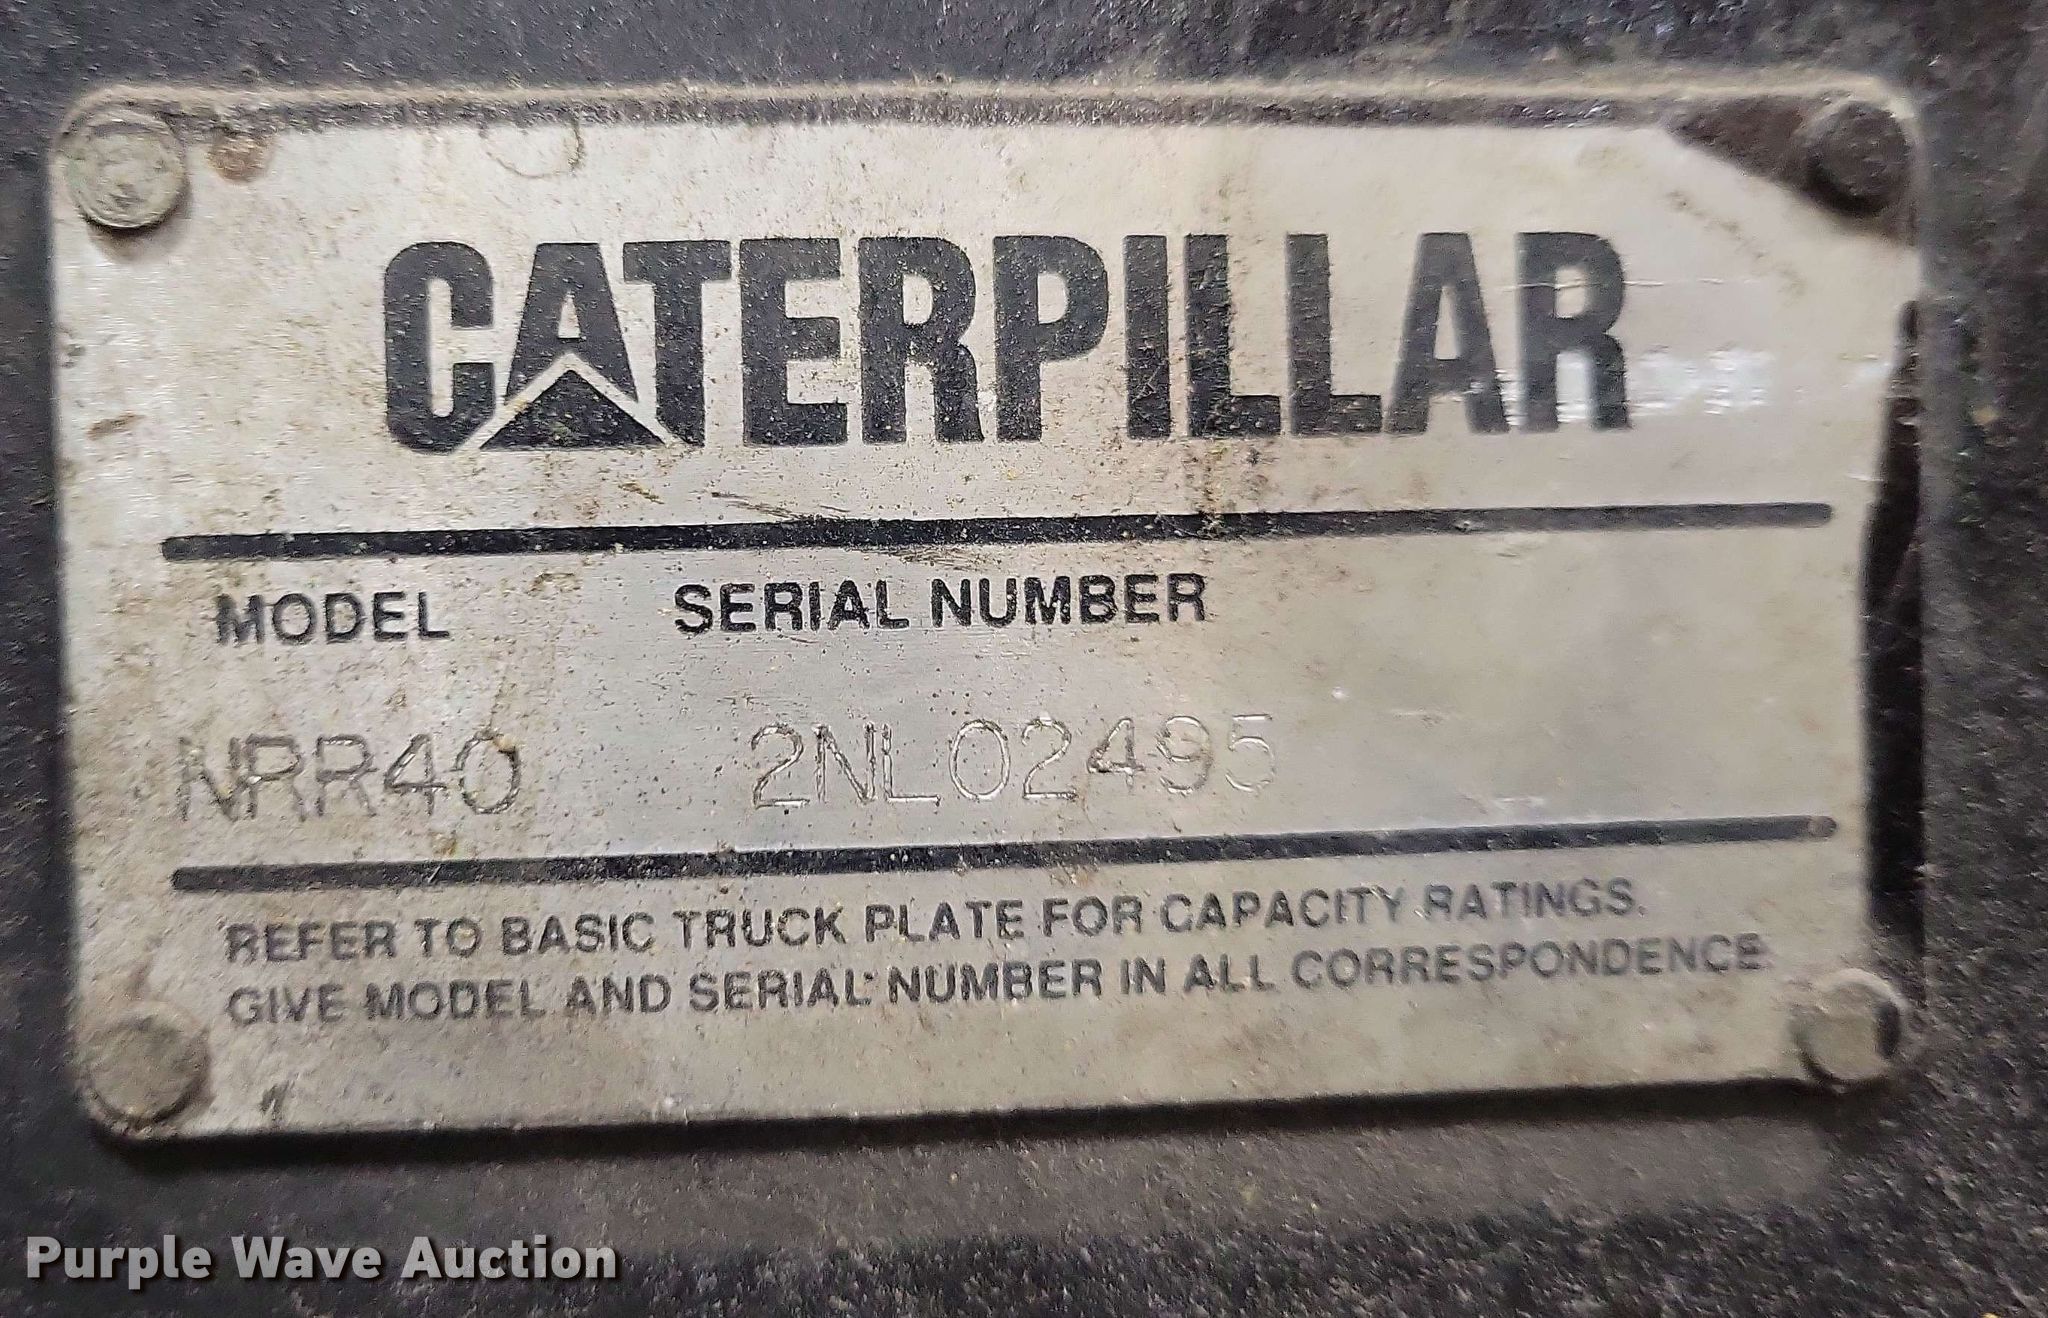 CATERPILLAR
MODEL SERIAL NUMBER
NRR40 2NL02495
REFER TO BASIC TRUCK PLATE FOR CAPACITY RATINGS.
GIVE MODEL AND SERIAL NUMBER IN ALL CORRESPONDENCE
Purple Wave Auction